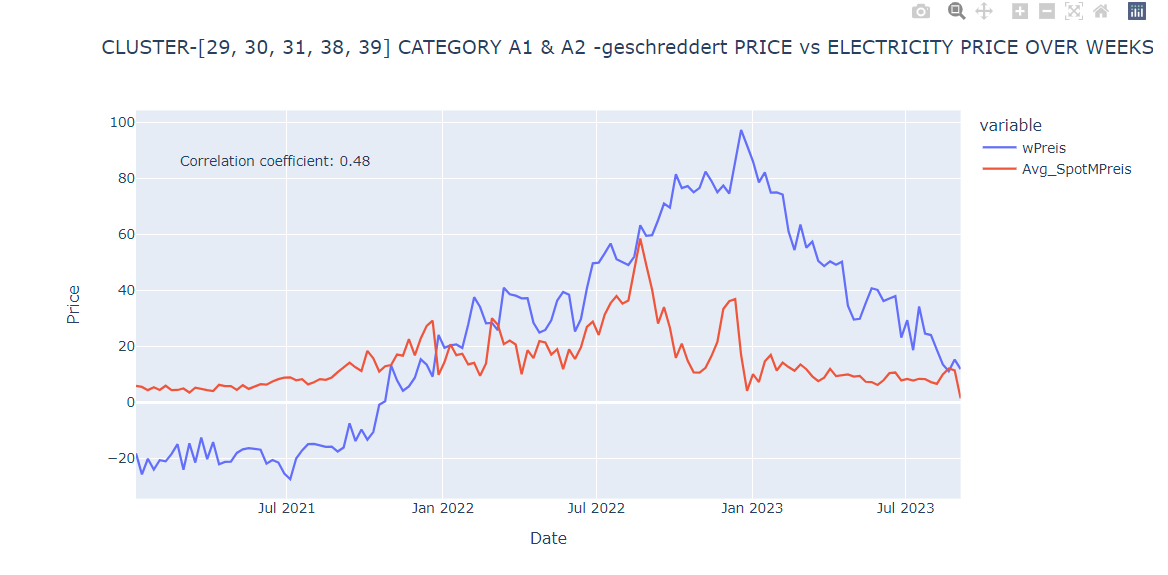 CLUSTER-[29, 30, 31, 38, 39] CATEGORY A1 & A2 -geschreddert PRICE vs ELECTRICITY PRICE OVER WEEKS
variable
wPreis
Avg_SpotMPreis
Correlation coefficient: 0.48
100
80
60
40
20
0
−20
Price
Jul 2021
Jan 2022
Jul 2022
Jan 2023
Jul 2023
Date